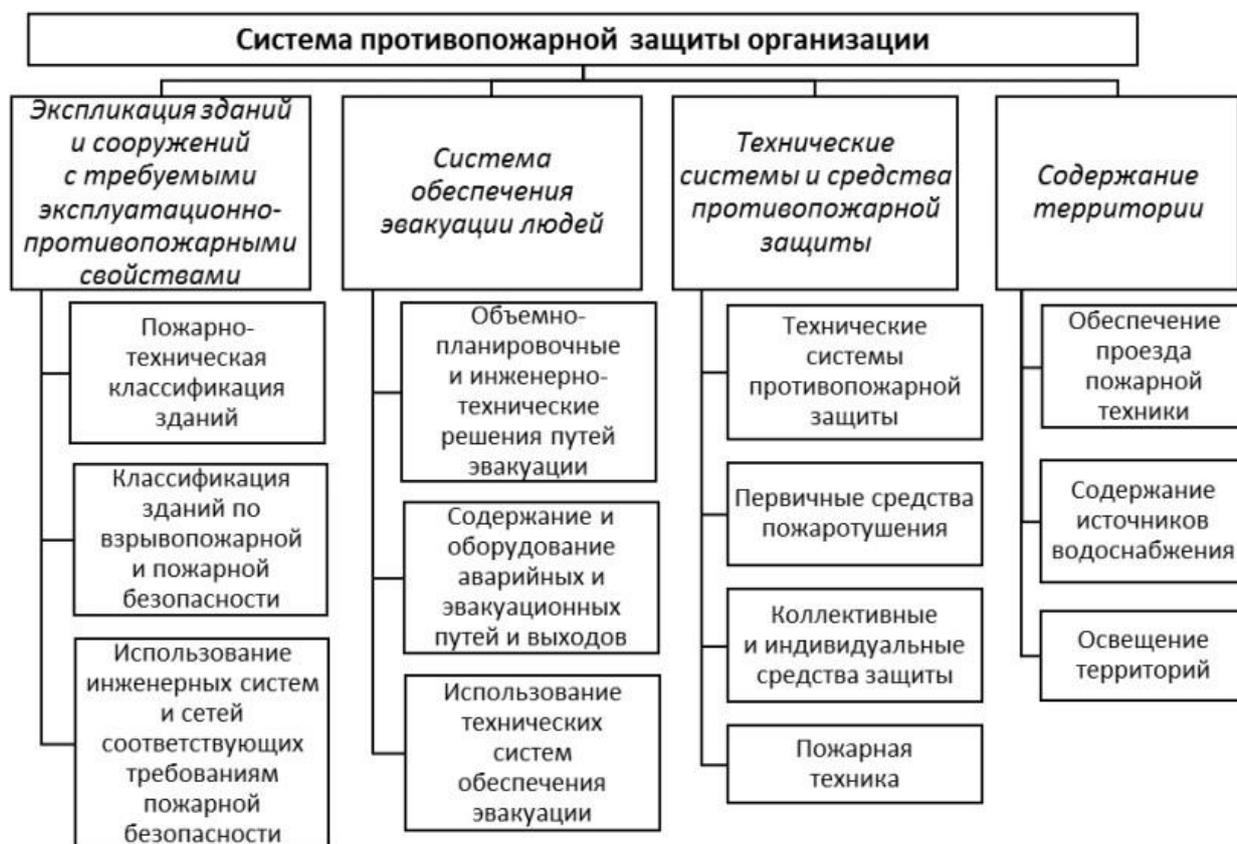 Система противопожарной защиты организации
Экспликация зданий
и сооружений
с требуемыми
эксплуатационно-
противопожарными
свойствами
Пожарно-
техническая
классификация
зданий
Классификация
зданий по
взрывопожарной
и пожарной
безопасности
Использование
инженерных систем
и сетей
соответствующих
требованиям
пожарной
безопасности
Система
обеспечения
эвакуации людей
Объемно-
планировочные
и инженерно-
технические
решения путей
эвакуации
Содержание и
оборудование
аварийных и
эвакуационных
путей и выходов
Использование
технических
систем
обеспечения
эвакуации
Технические
системы и средства
противопожарной
защиты
Технические
системы
противопожарной
защиты
Первичные средства
пожаротушения
Коллективные
и индивидуальные
средства защиты
Пожарная
техника
Содержание
территории
Обеспечение
проезда
пожарной
техники
Содержание
источников
водоснабжения
Освещение
территорий